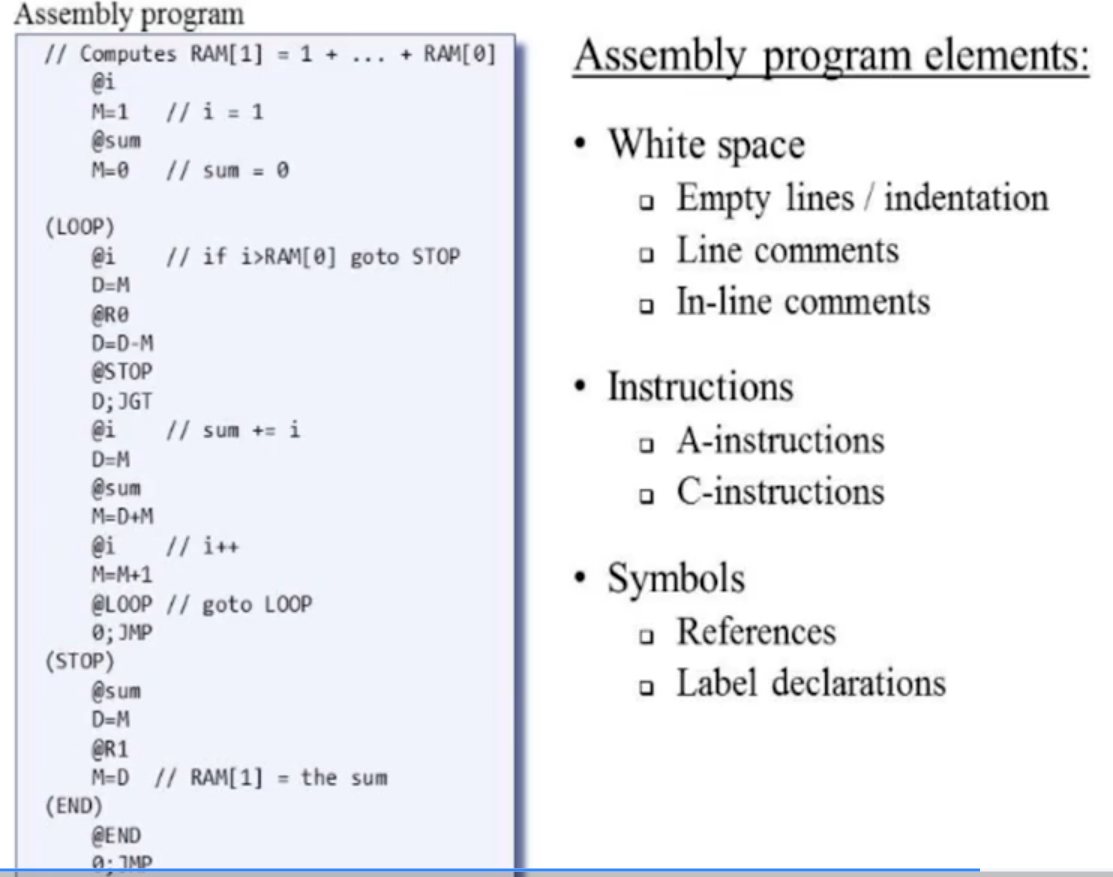 Assembly program
// Computes RAM[1] = 1 + ... + RAM[0]
@i
M=1 // i = 1
@sum
M=0 // sum = 0
(LOOP)
@i // if i>RAM[0] goto STOP
D=M
@R0
D=D-M
@STOP
D;JGT
@i // sum += i
D=M
@sum
M=D+M
@i // i++
M=M+1
@LOOP // goto LOOP
0;JMP
(STOP)
@sum
D=M
@R1
M=D // RAM[1] = the sum
(END)
@END
0;JMP
Assembly program elements:
• White space
Empty lines / indentation
Line comments
In-line comments
• Instructions
A-instructions
C-instructions
• Symbols
References
Label declarations